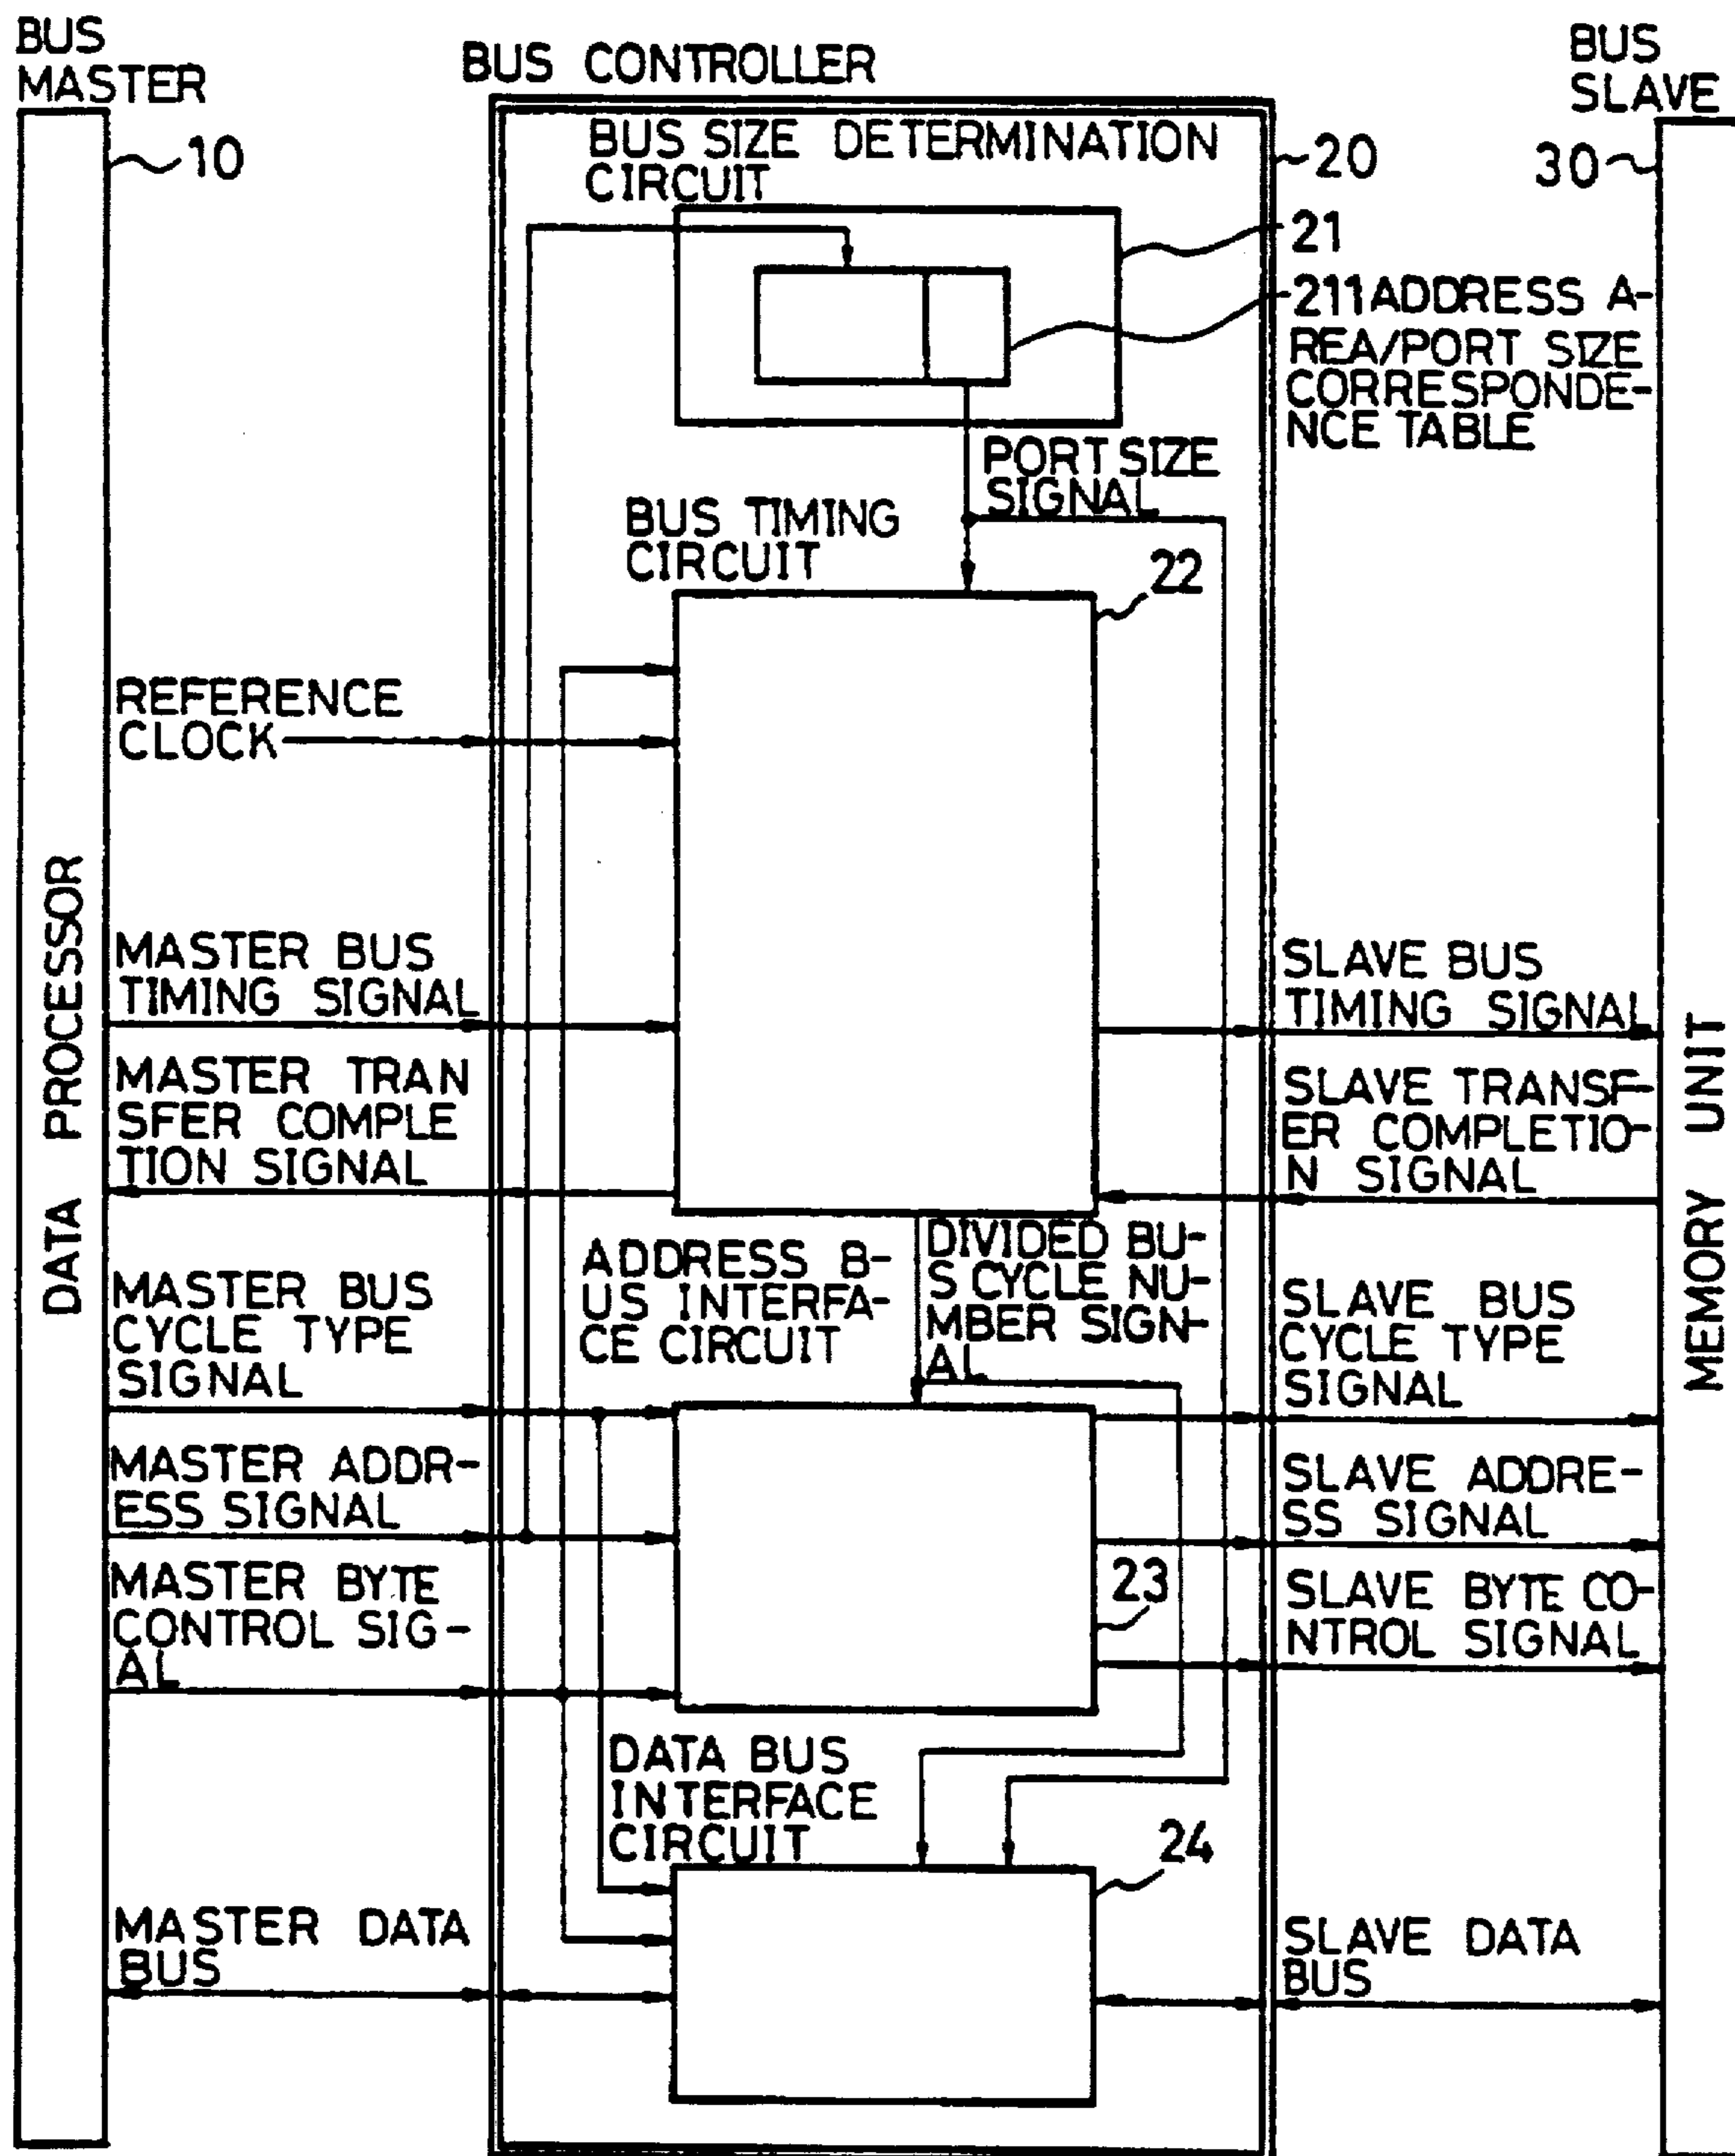 BUS
MASTER
BUS CONTROLLER
BUS
SLAVE
10
BUS SIZE DETERMINATION
CIRCUIT
20
30
21
211 ADDRESS A-
REA/PORT SIZE
CORRESPONDE-
NCE TABLE
PORT SIZE
SIGNAL
BUS TIMING
CIRCUIT
22
REFERENCE
CLOCK
DATA PROCESSOR
MASTER BUS
TIMING SIGNAL
SLAVE BUS
TIMING SIGNAL
MASTER TRAN
SFER COMPLE
TION SIGNAL
SLAVE TRANSF-
ER COMPLETIO-
N SIGNAL
MEMORY UNIT
ADDRESS B-
US INTERFA-
CE CIRCUIT
DIVIDED BU-
S CYCLE NU-
MBER SIGN-
AL
MASTER BUS
CYCLE TYPE
SIGNAL
SLAVE BUS
CYCLE TYPE
SIGNAL
MASTER ADDR-
ESS SIGNAL
SLAVE ADDRE-
SS SIGNAL
MASTER BYTE
CONTROL SIG-
AL
23
SLAVE BYTE CO-
NTROL SIGNAL
DATA BUS
INTERFACE
CIRCUIT
24
MASTER DATA
BUS
SLAVE DATA
BUS